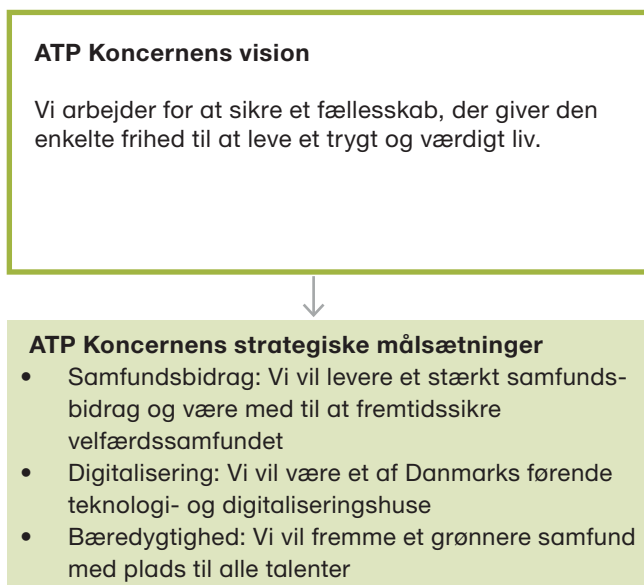 ATP Koncernens vision
Vi arbejder for at sikre et fællesskab, der giver den
enkelte frihed til at leve et trygt og værdigt liv.
ATP Koncernens strategiske målsætninger
• Samfundsbidrag: Vi vil levere et stærkt samfunds-
bidrag og være med til at fremtidssikre
velfærdssamfundet
• Digitalisering: Vi vil være et af Danmarks førende
teknologi- og digitaliseringshuse
• Bæredygtighed: Vi vil fremme et grønnere samfund
med plads til alle talenter